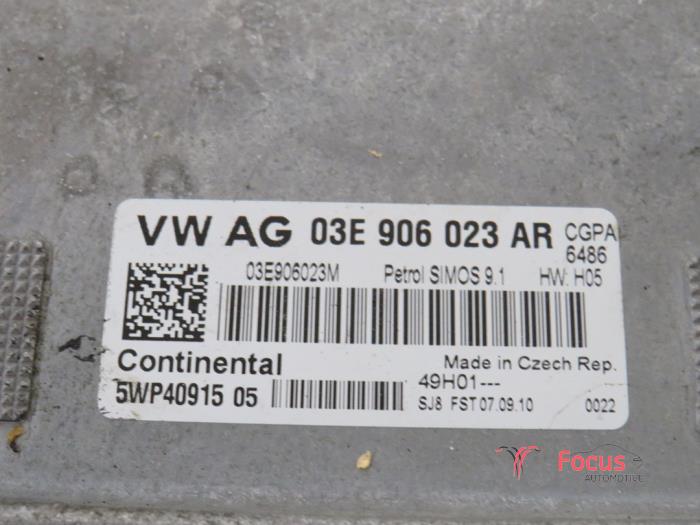 VW AG 03E 906 023 AR CGPA
6486
03E906023M Petrol SIMOS 9.1 HW: H05
Continental Made in Czech Rep.
5WP40915 05 49H01---
SJ8 FST 07.09.10 0022
Focus
AUTOMOTIVE